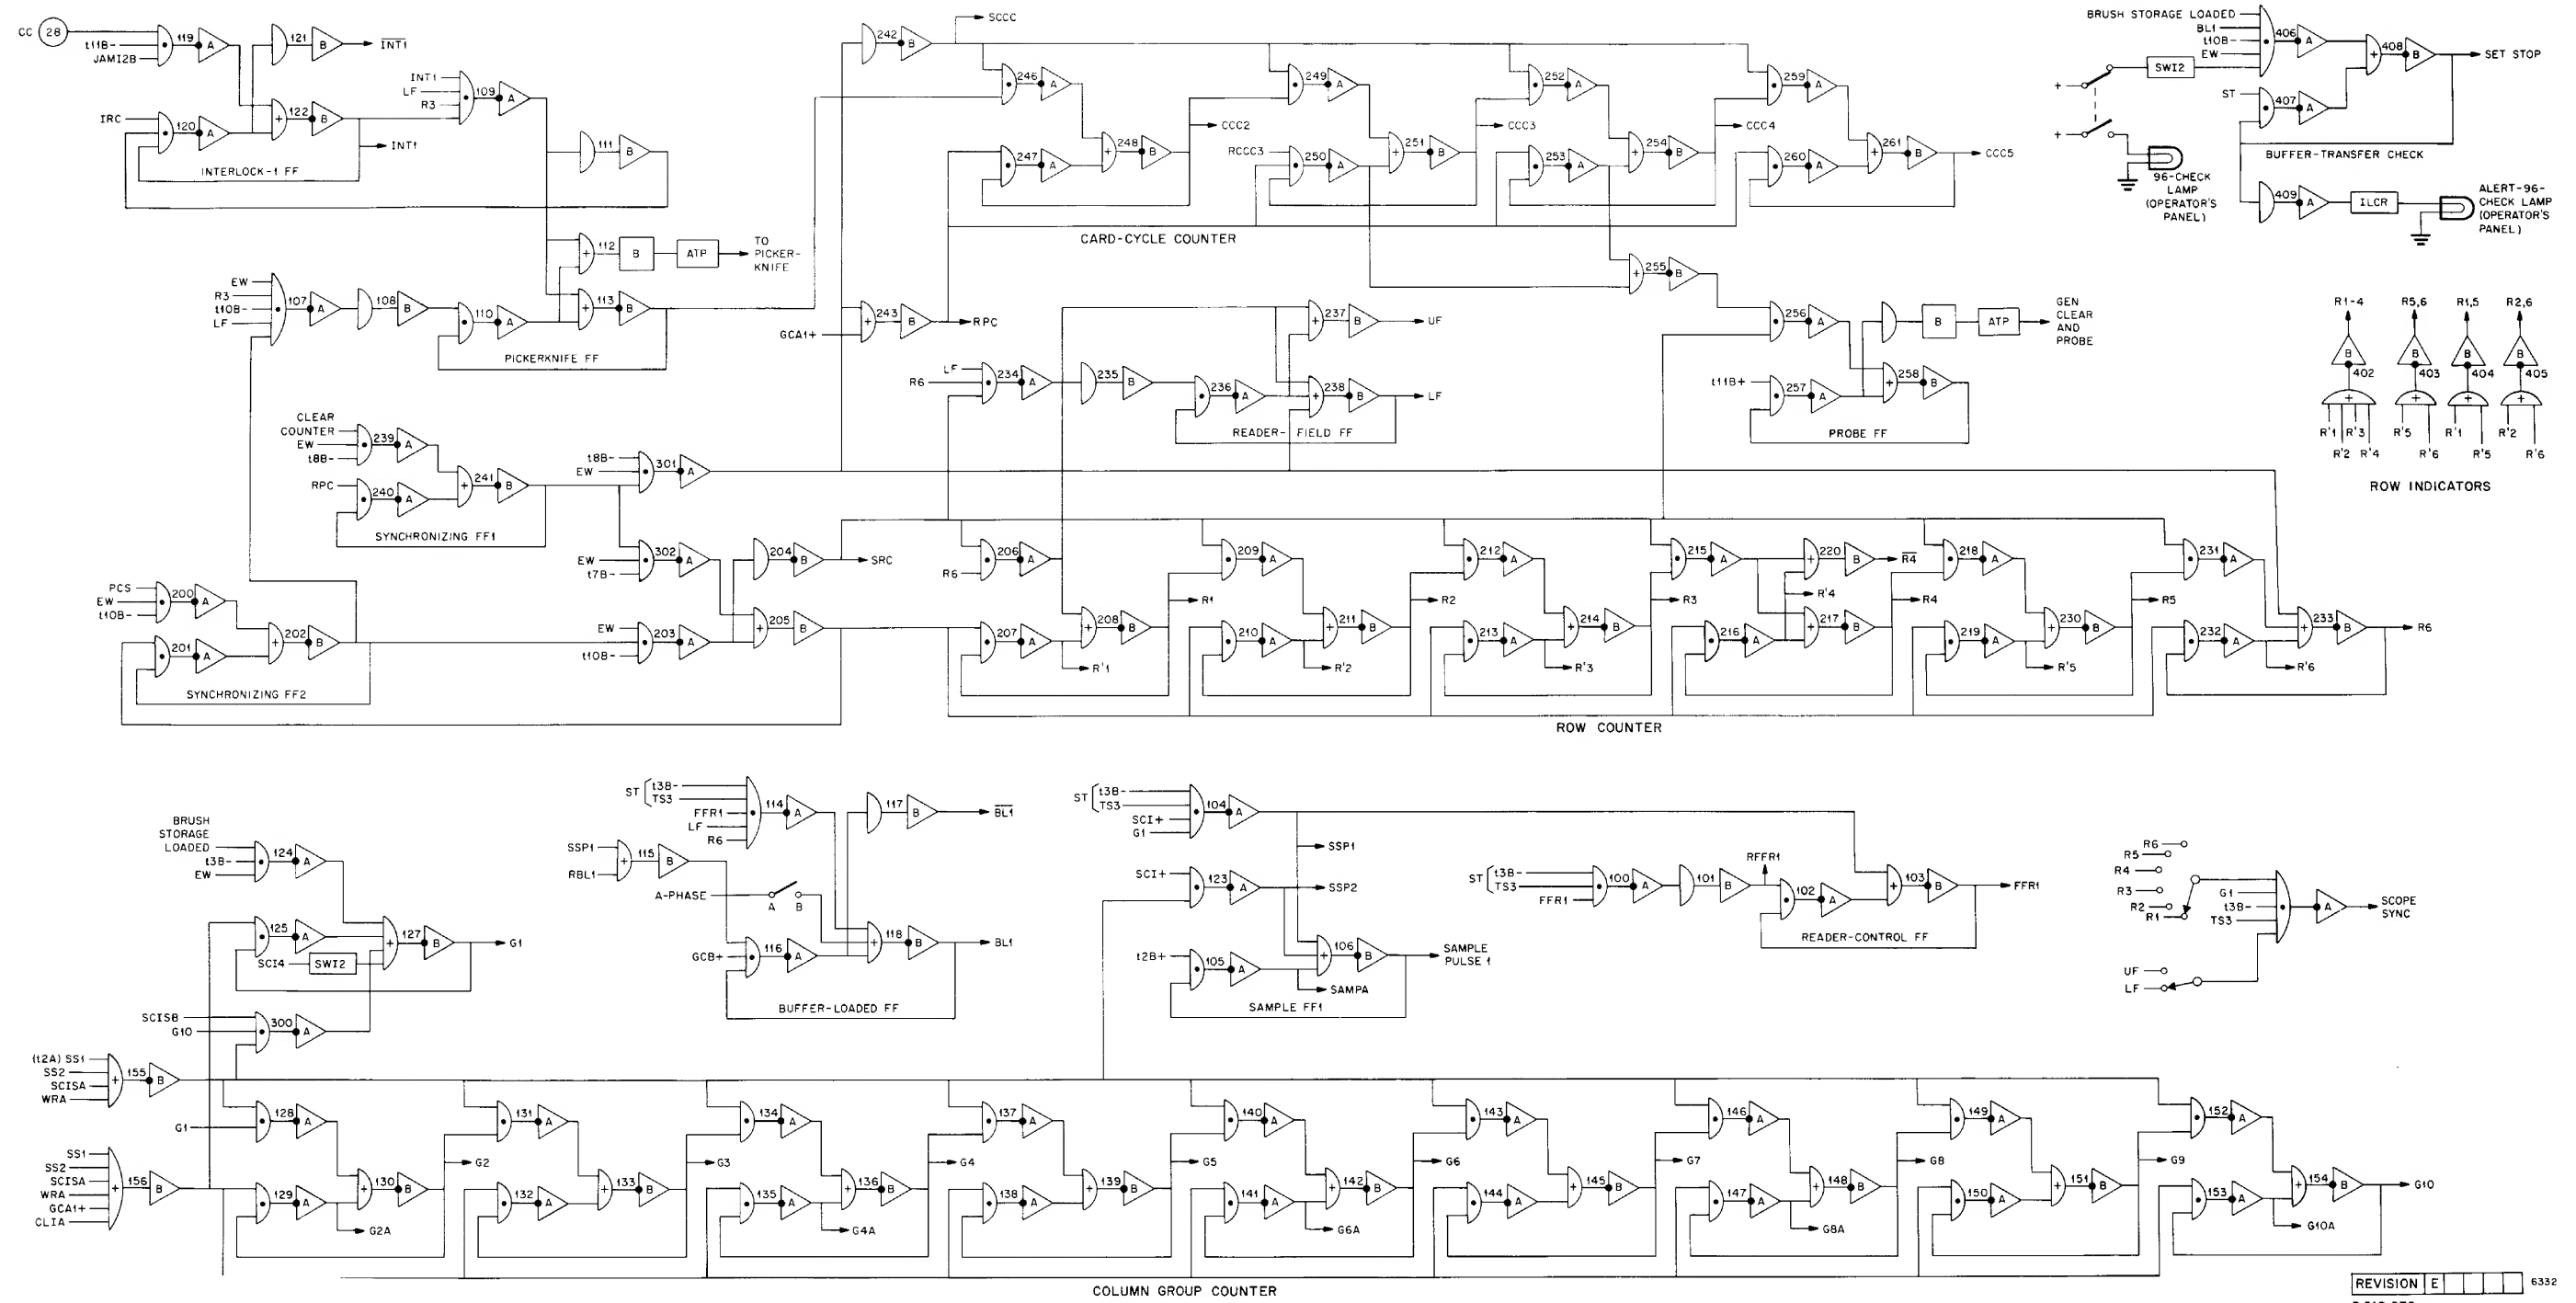 CC 28
t11B-
JAM12B
119 A
121 B
INT1
IRC
120 A
122 B
INT1
INTERLOCK-1 FF
INT1
LF
R3
109 A
111 B
112 B ATP
TO PICKER-KNIFE
EW
R3
t10B-
LF
107 A
108 B
110 A
113 B
PICKERKNIFE FF
CLEAR COUNTER
EW
t8B-
239 A
RPC
240 A
241 B
SYNCHRONIZING FF1
t8B-
EW
301 A
EW
t7B-
302 A
204 B
SRC
PCS
EW
t10B-
200 A
201 A
202 B
SYNCHRONIZING FF2
EW
t10B-
203 A
205 B
242 B
SCCC
246 A
247 A
248 B
CCC2
249 A
RCCC3
250 A
251 B
CCC3
252 A
253 A
254 B
CCC4
259 A
260 A
261 B
CCC5
CARD-CYCLE COUNTER
GCA1+
243 B
RPC
255 B
256 A
t11B+
257 A
258 B
B ATP
GEN CLEAR AND PROBE
PROBE FF
LF
R6
234 A
235 B
236 A
237 B
UF
238 B
LF
READER-FIELD FF
BRUSH STORAGE LOADED
BL1
t10B-
EW
SW12
406 A
408 B
SET STOP
ST
407 A
BUFFER-TRANSFER CHECK
+
+
96-CHECK LAMP (OPERATOR'S PANEL)
409 A
ILCR
ALERT-96-CHECK LAMP (OPERATOR'S PANEL)
R1-4 R5,6 R1,5 R2,6
B B B B
402 403 404 405
R'1 R'3 R'5 R'1 R'2
R'2 R'4 R'6 R'5 R'6
ROW INDICATORS
R6
206 A
207 A
208 B
R1
R'1
209 A
210 A
211 B
R2
R'2
212 A
213 A
214 B
R3
R'3
215 A
216 A
220 B
R4
R'4
217 B
R4
218 A
219 A
230 B
R5
R'5
231 A
232 A
233 B
R6
R'6
ROW COUNTER
BRUSH STORAGE LOADED
t3B-
EW
124 A
125 A
SC14 SW12
127 B
G1
SCISB
G10
300 A
ST
t3B-
TS3
FFR1
LF
R6
114 A
117 B
BL1
SSP1
RBL1
115 B
A-PHASE
A B
GCB+
116 A
118 B
BL1
BUFFER-LOADED FF
ST
t3B-
TS3
SCI+
G1
104 A
SSP1
SCI+
123 A
SSP2
t2B+
105 A
106 B
SAMPLE PULSE 1
SAMPA
SAMPLE FF1
ST
t3B-
TS3
FFR1
100 A
101 B
RFFR1
102 A
103 B
FFR1
READER-CONTROL FF
R6
R5
R4
R3
R2
R1
G1
t3B-
TS3
A
SCOPE SYNC
UF
LF
(t2A) SS1
SS2
SCISA
WRA
155 B
SS1
SS2
SCISA
WRA
GCA1+
CLIA
156 B
G1
128 A
129 A
130 B
G2
G2A
131 A
132 A
133 B
G3
134 A
135 A
136 B
G4
G4A
137 A
138 A
139 B
G5
140 A
141 A
142 B
G6
G6A
143 A
144 A
145 B
G7
146 A
147 A
148 B
G8
G8A
149 A
150 A
151 B
G9
152 A
153 A
154 B
G10
G10A
COLUMN GROUP COUNTER
REVISION E
6332